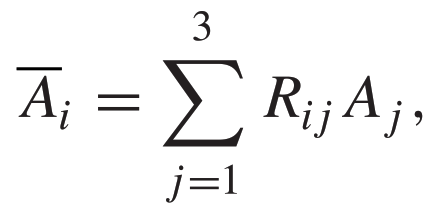 $\overline{A}_i = \sum_{j=1}^{3} R_{ij} A_j,$